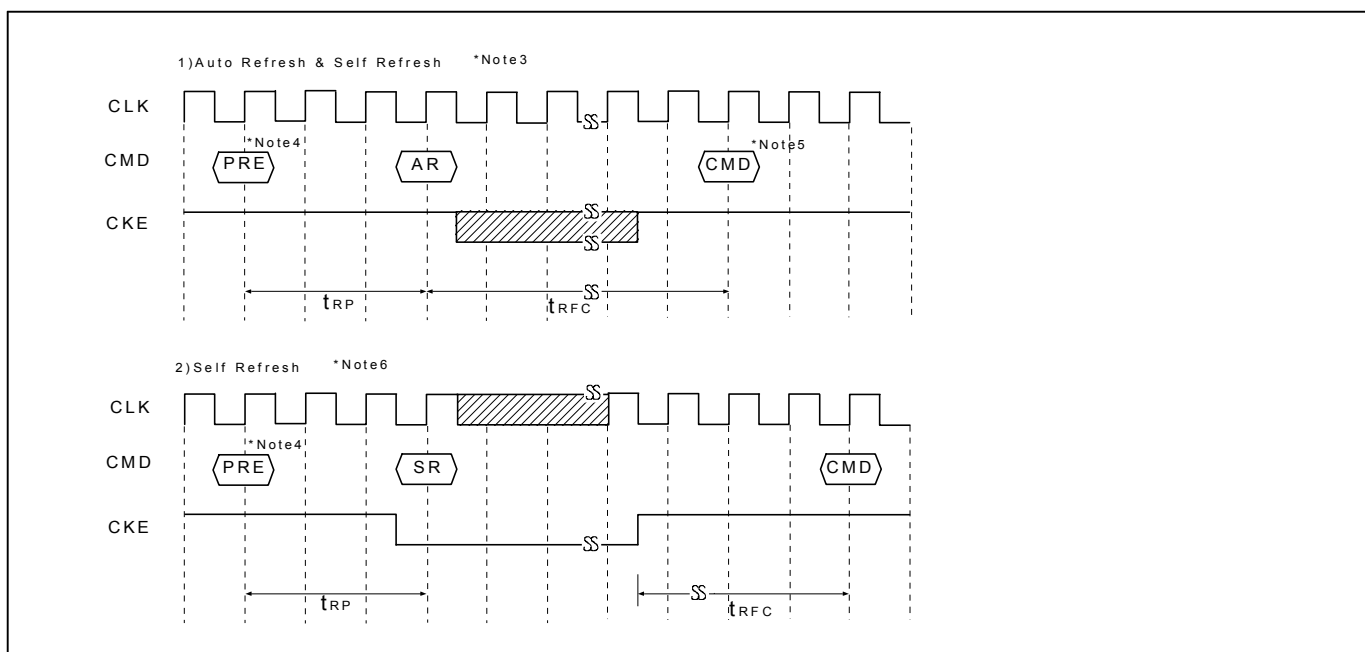 1)Auto Refresh & Self Refresh *Note3
CLK
*Note4 *Note5
CMD PRE AR CMD
CKE
tRP tRFC
2)Self Refresh *Note6
CLK
*Note4
CMD PRE SR CMD
CKE
tRP tRFC